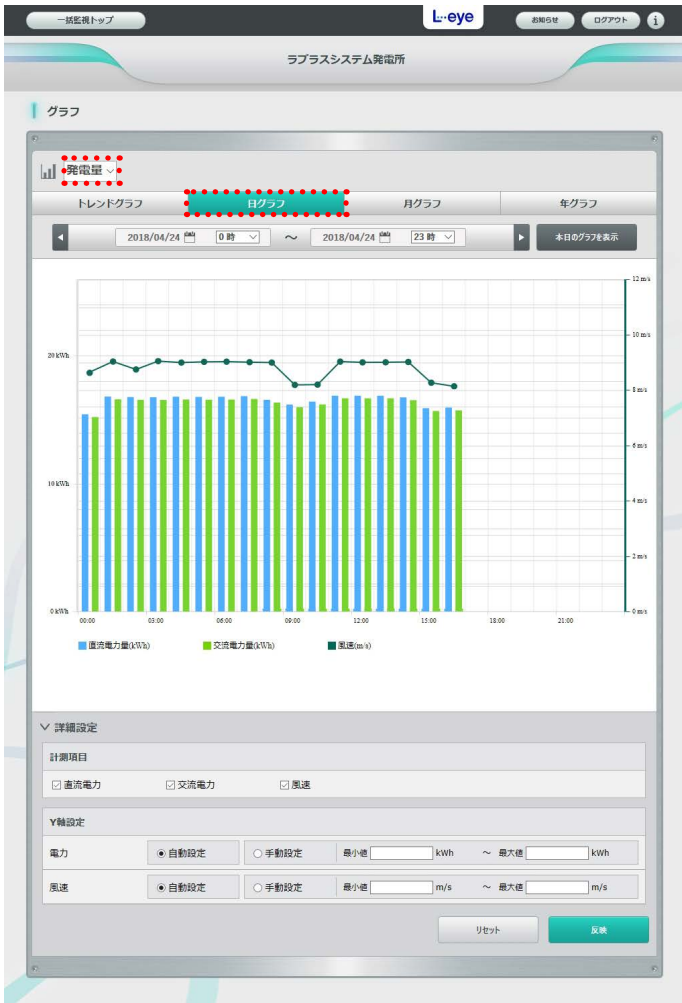 一括監視トップ
L・eye
お知らせ
ログアウト
i
ラプラスシステム発電所
グラフ
発電量
トレンドグラフ
日グラフ
月グラフ
年グラフ
2018/04/24
0 時
～
2018/04/24
23 時
本日のグラフを表示
12 m/s
10 m/s
20 kWh
8 m/s
6 m/s
10 kWh
4 m/s
2 m/s
0 kWh
0 m/s
00:00
03:00
06:00
09:00
12:00
15:00
18:00
21:00
直流電力量(kWh)
交流電力量(kWh)
風速(m/s)
詳細設定
計測項目
直流電力
交流電力
風速
Y軸設定
電力
自動設定
手動設定
最小値
kWh
～
最大値
kWh
風速
自動設定
手動設定
最小値
m/s
～
最大値
m/s
リセット
反映